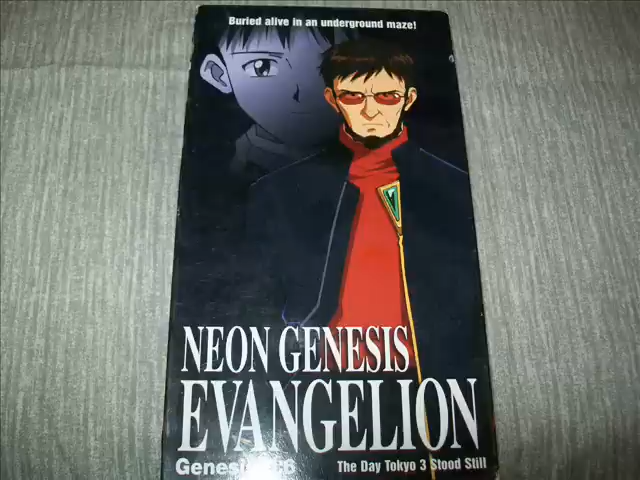 Buried alive in an underground maze!
NEON GENESIS
EVANGELION
The Day Tokyo 3 Stood Still